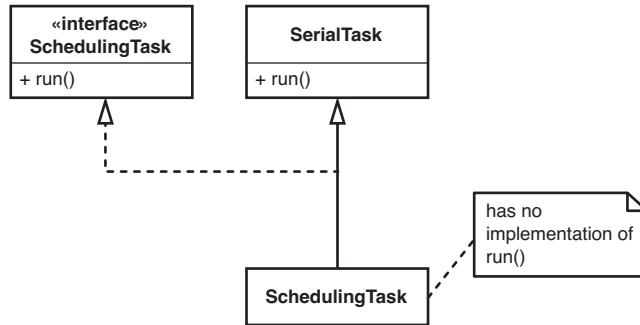 «interface»
SchedulingTask
+ run()
SerialTask
+ run()
has no
implementation of
run()
SchedulingTask